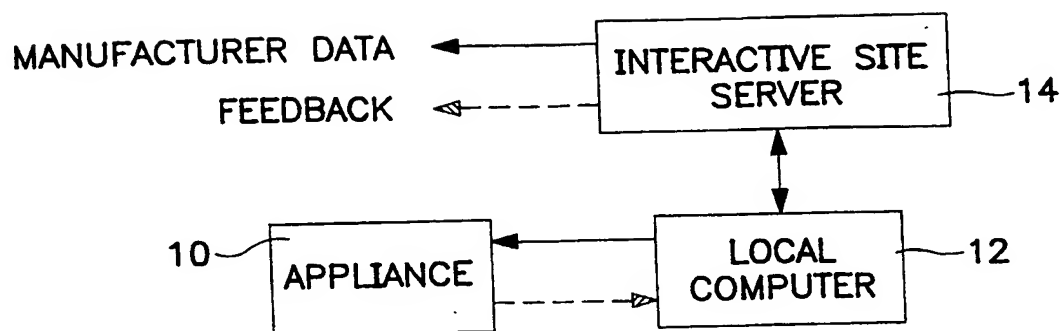 MANUFACTURER DATA
FEEDBACK
INTERACTIVE SITE
SERVER
14
10
APPLIANCE
LOCAL
COMPUTER
12